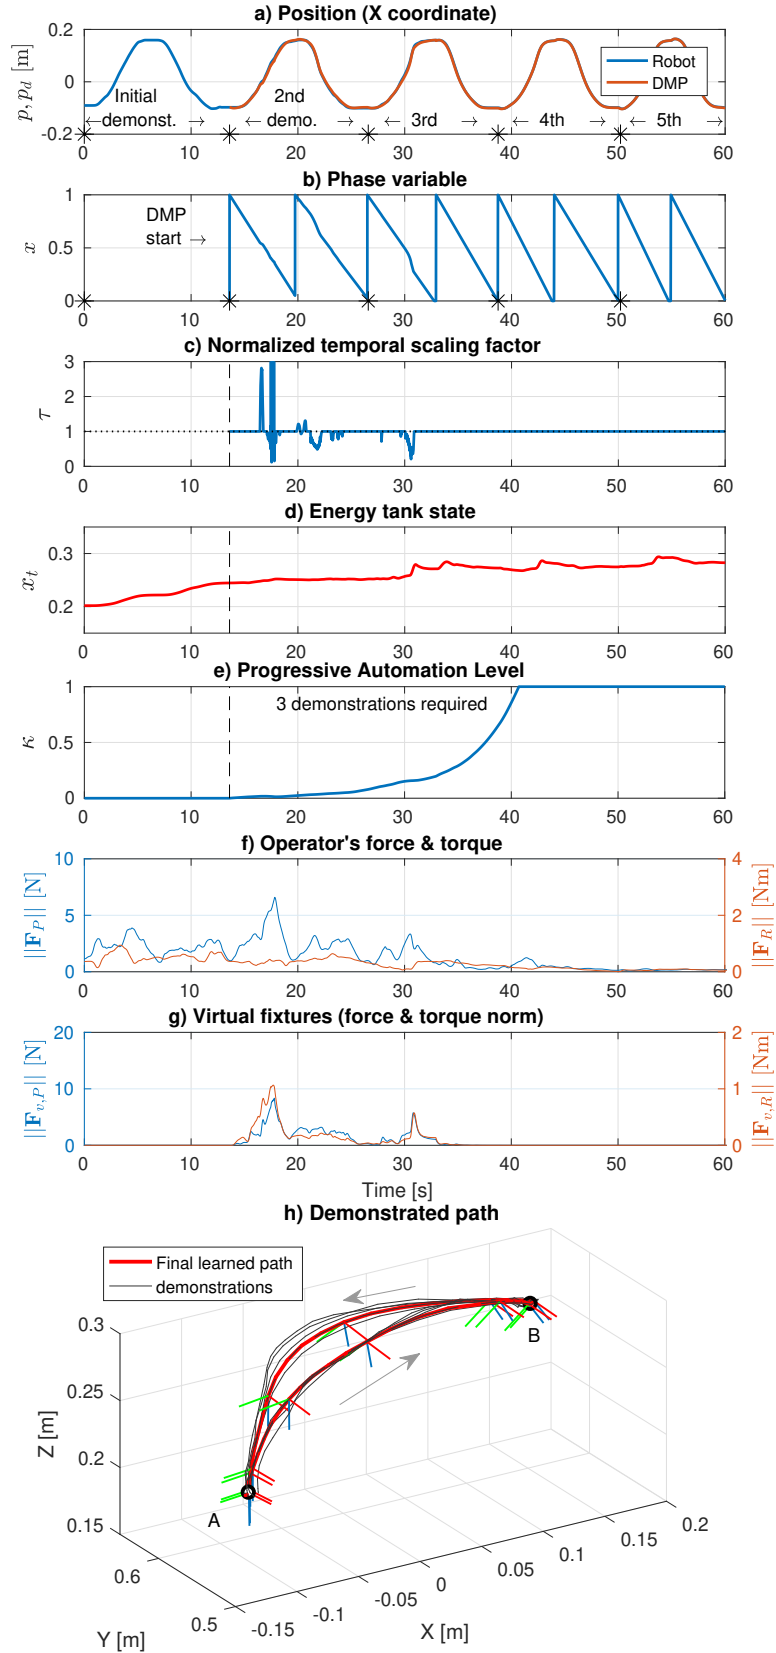 a) Position (X coordinate)
p, p_d [m]
0.2
0
-0.2
Robot
DMP
Initial
demonst.
2nd
demo.
3rd
4th
5th
0 10 20 30 40 50 60
b) Phase variable
x
1
0.5
0
DMP
start →
0 10 20 30 40 50 60
c) Normalized temporal scaling factor
τ
3
2
1
0
0 10 20 30 40 50 60
d) Energy tank state
x_t
0.3
0.2
0 10 20 30 40 50 60
e) Progressive Automation Level
κ
1
0.5
0
3 demonstrations required
0 10 20 30 40 50 60
f) Operator's force & torque
||F_P|| [N]
10
5
0
4
2
0
||F_R|| [Nm]
0 10 20 30 40 50 60
g) Virtual fixtures (force & torque norm)
||F_{v,P}|| [N]
20
10
0
2
1
0
||F_{v,R}|| [Nm]
0 10 20 30 40 50 60
Time [s]
h) Demonstrated path
Final learned path
demonstrations
Z [m]
0.3
0.25
0.2
0.15
A
B
0.6
0.5
Y [m]
-0.15 -0.1 -0.05 0 0.05 0.1 0.15 0.2
X [m]